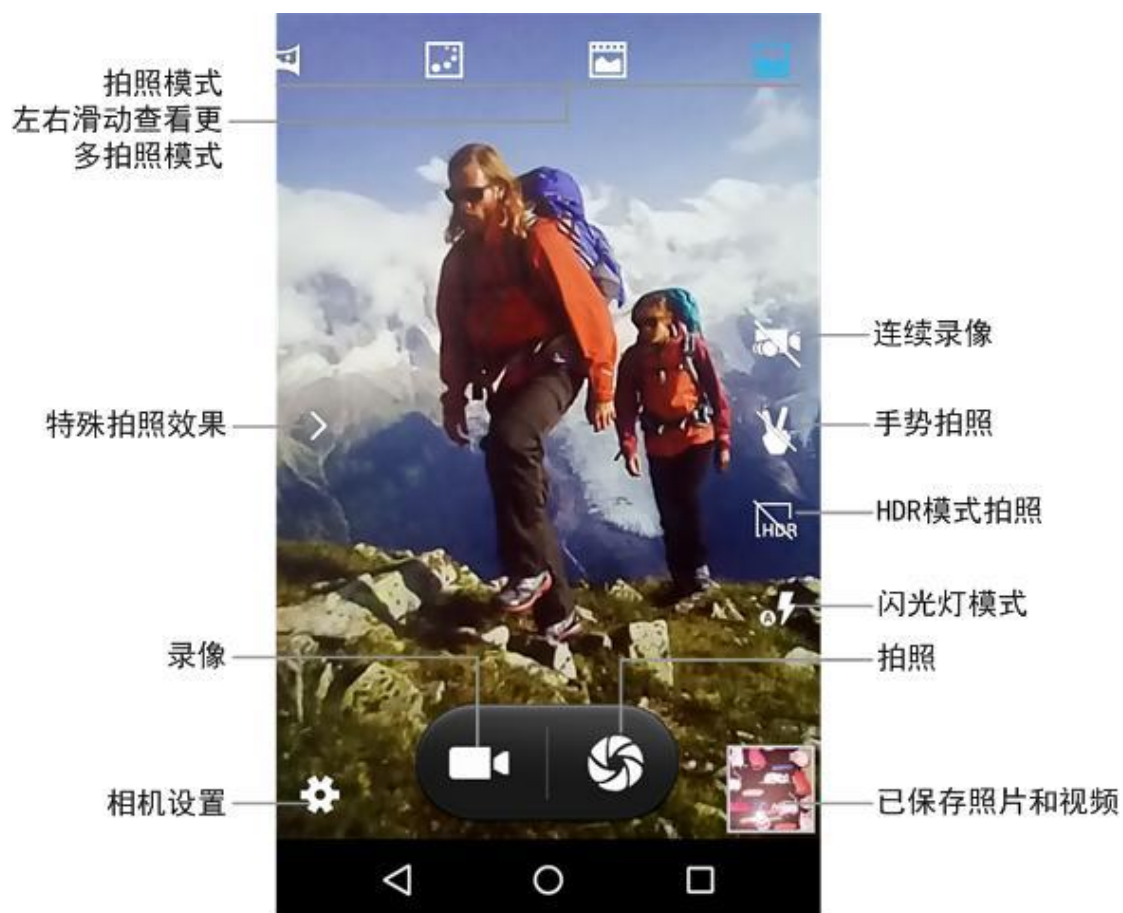 拍照模式
左右滑动查看更
多拍照模式
连续录像
特殊拍照效果
手势拍照
HDR模式拍照
HDR
闪光灯模式
A
录像
拍照
相机设置
已保存照片和视频